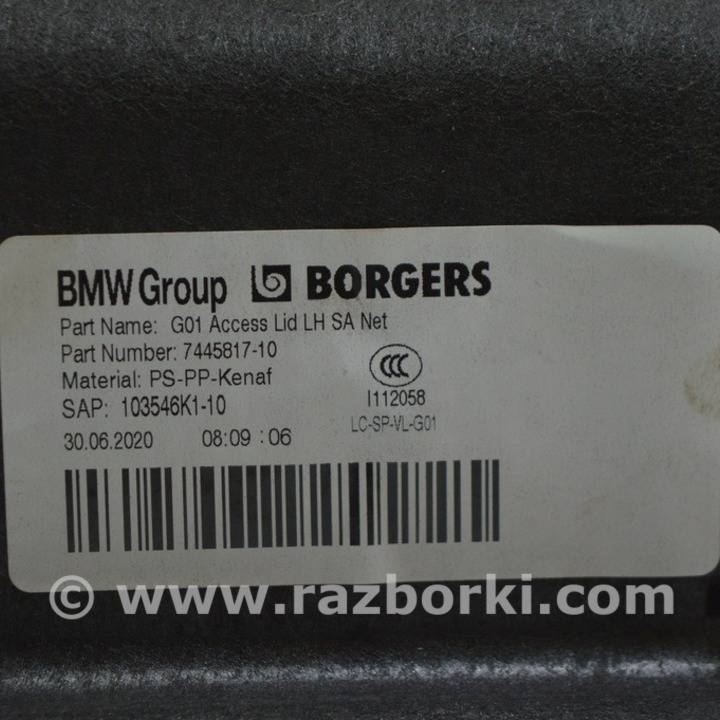 BMW Group BORGERS
Part Name: G01 Access Lid LH SA Net
Part Number: 7445817-10
Material: PS-PP-Kenaf
SAP: 103546K1-10
CCC
I112058
LC-SP-VL-G01
30.06.2020 08:09 :06
© www.razborki.com